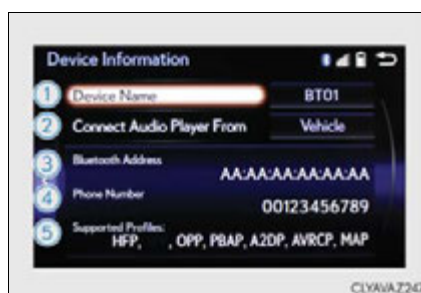 Device Information
1 Device Name BT01
2 Connect Audio Player From Vehicle
3 Bluetooth Address
AA:AA:AA:AA:AA:AA
4 Phone Number
00123456789
5 Supported Profiles:
HFP, , OPP, PBAP, A2DP, AVRCP, MAP
CLYAVAZ247